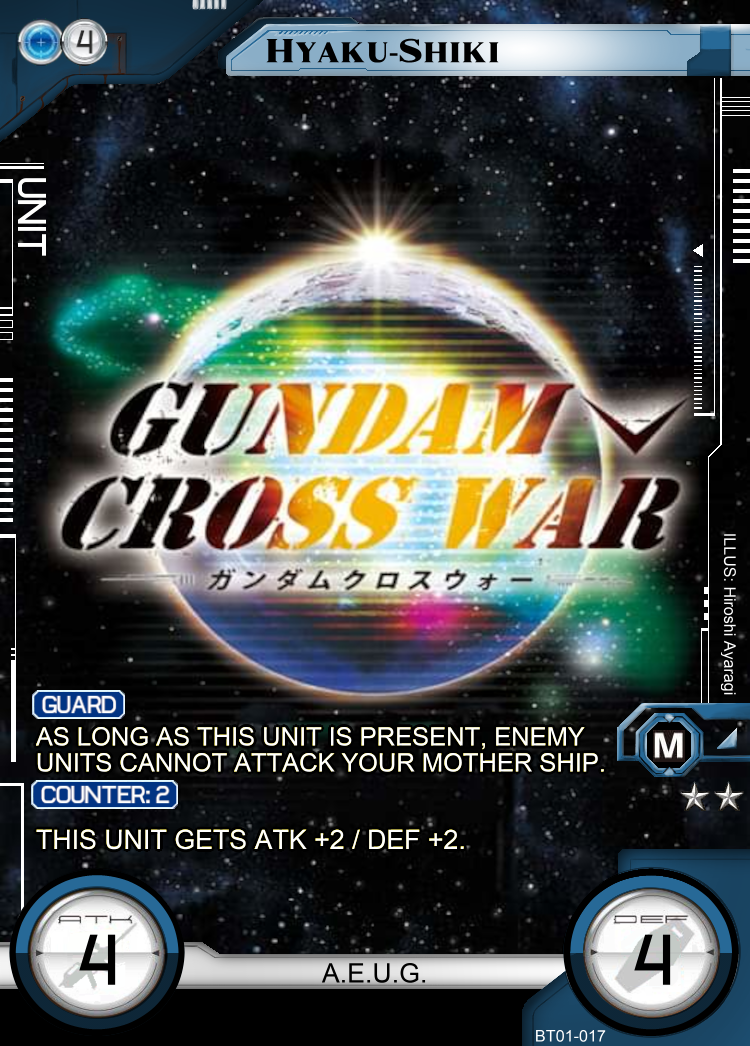 4
HYAKU-SHIKI
UNIT
GUNDAM
CROSS WAR
ガンダムクロスウォー
ILLUS: Hiroshi Ayaragi
GUARD
AS LONG AS THIS UNIT IS PRESENT, ENEMY
UNITS CANNOT ATTACK YOUR MOTHER SHIP.
M
COUNTER: 2
THIS UNIT GETS ATK +2 / DEF +2.
ATK
4
DEF
4
A.E.U.G.
BT01-017